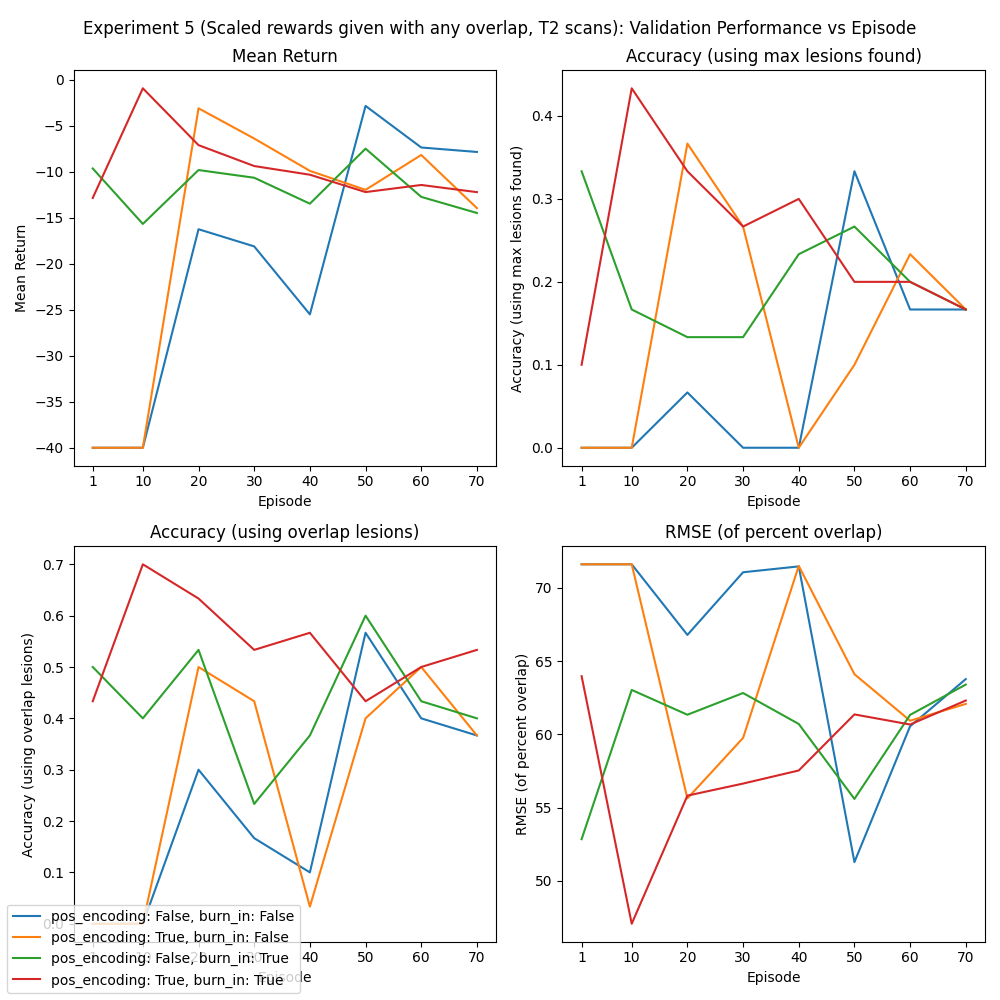 Experiment 5 (Scaled rewards given with any overlap, T2 scans): Validation Performance vs Episode
Mean Return
Accuracy (using max lesions found)
0
−5
−10
−15
−20
−25
−30
−35
−40
Mean Return
1 10 20 30 40 50 60 70
Episode
0.4
0.3
0.2
0.1
0.0
Accuracy (using max lesions found)
1 10 20 30 40 50 60 70
Episode
Accuracy (using overlap lesions)
RMSE (of percent overlap)
0.7
0.6
0.5
0.4
0.3
0.2
0.1
0.0
Accuracy (using overlap lesions)
40 50 60 70
Episode
70
65
60
55
50
RMSE (of percent overlap)
1 10 20 30 40 50 60 70
Episode
pos_encoding: False, burn_in: False
pos_encoding: True, burn_in: False
pos_encoding: False, burn_in: True
pos_encoding: True, burn_in: True